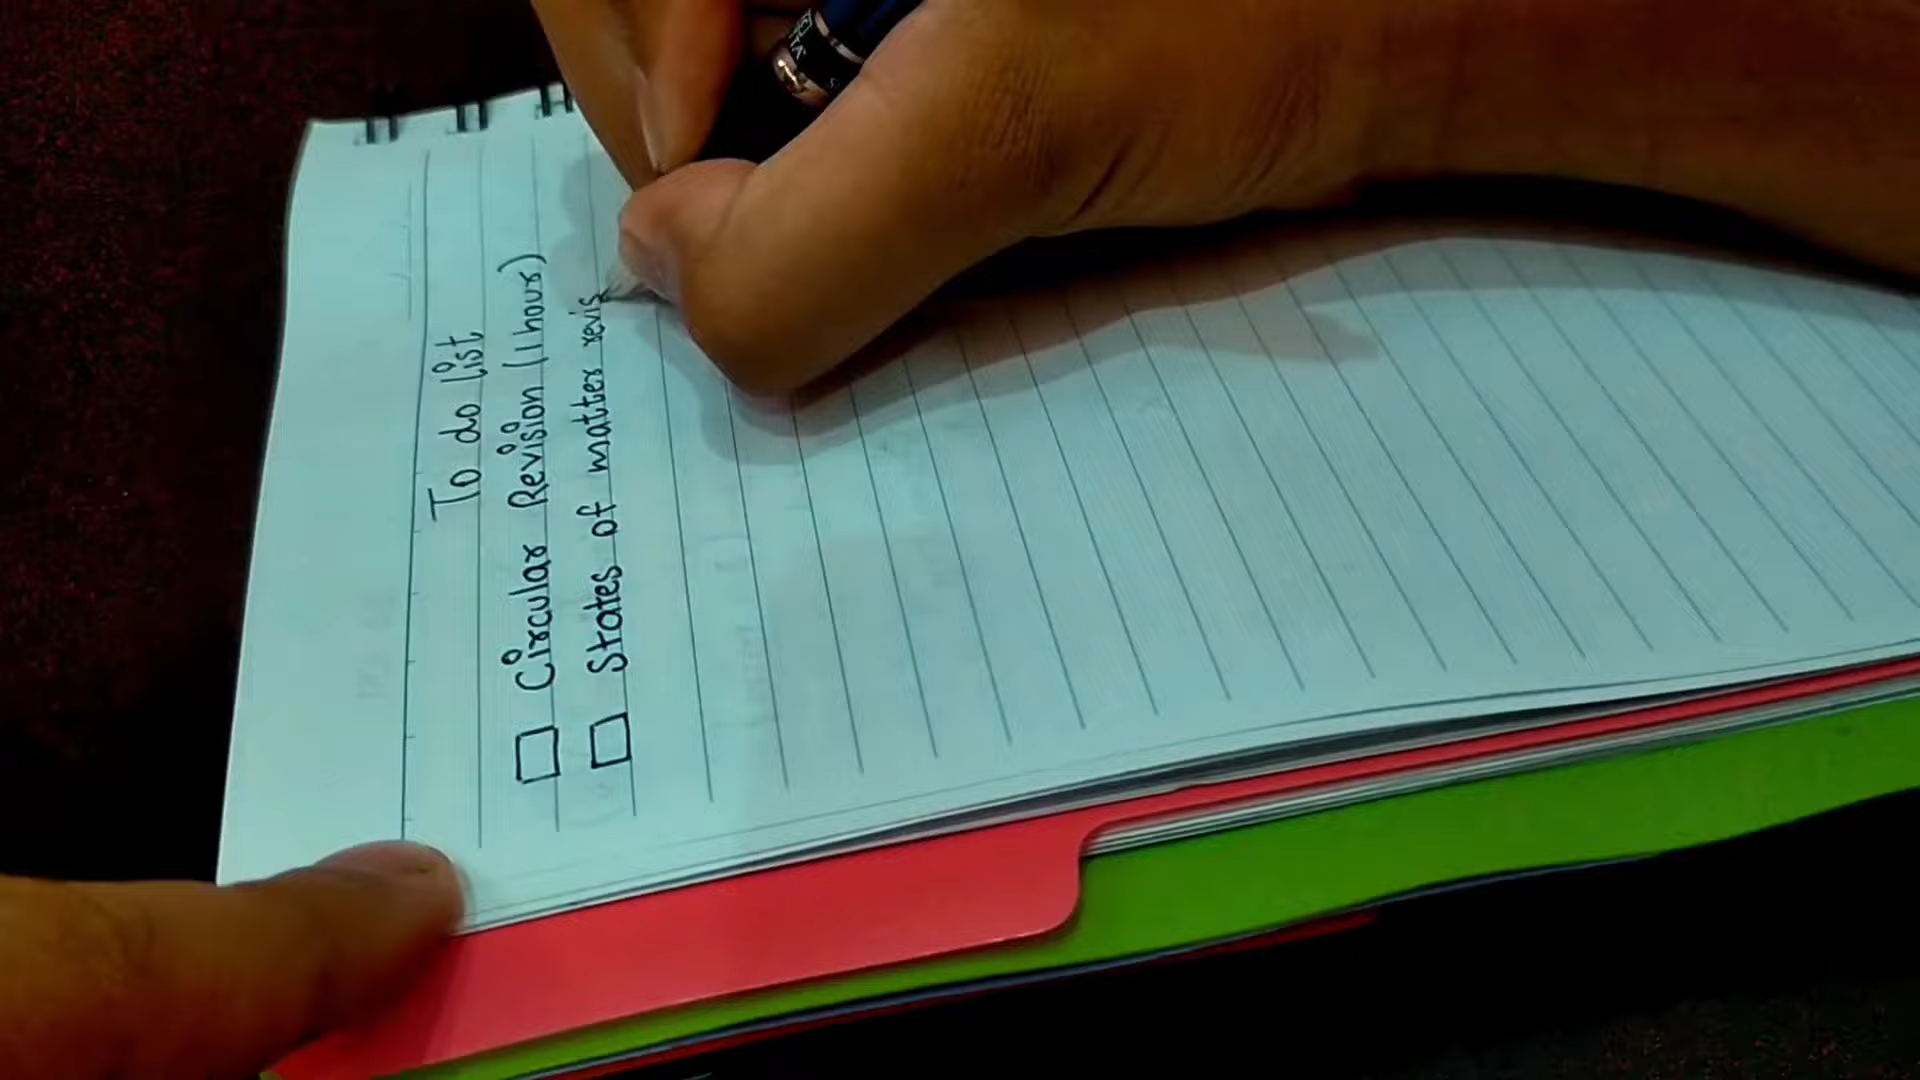 To do list
Circular Revision (1 hour)
States of matter revis